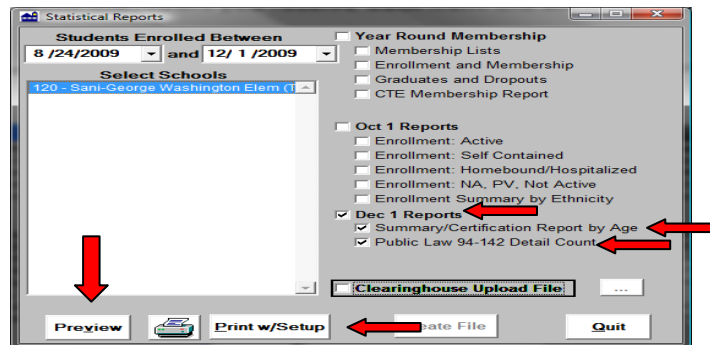 Statistical Reports
Students Enrolled Between
8 /24/2009 and 12/ 1 /2009
Select Schools
120 - Sani-George Washington Elem (T
Year Round Membership
Membership Lists
Enrollment and Membership
Graduates and Dropouts
CTE Membership Report
Oct 1 Reports
Enrollment: Active
Enrollment: Self Contained
Enrollment: Homebound/Hospitalized
Enrollment: NA, PV, Not Active
Enrollment Summary by Ethnicity
Dec 1 Reports
Summary/Certification Report by Age
Public Law 94-142 Detail Count
Clearinghouse Upload File
...
Preview Print w/Setup eate File Quit